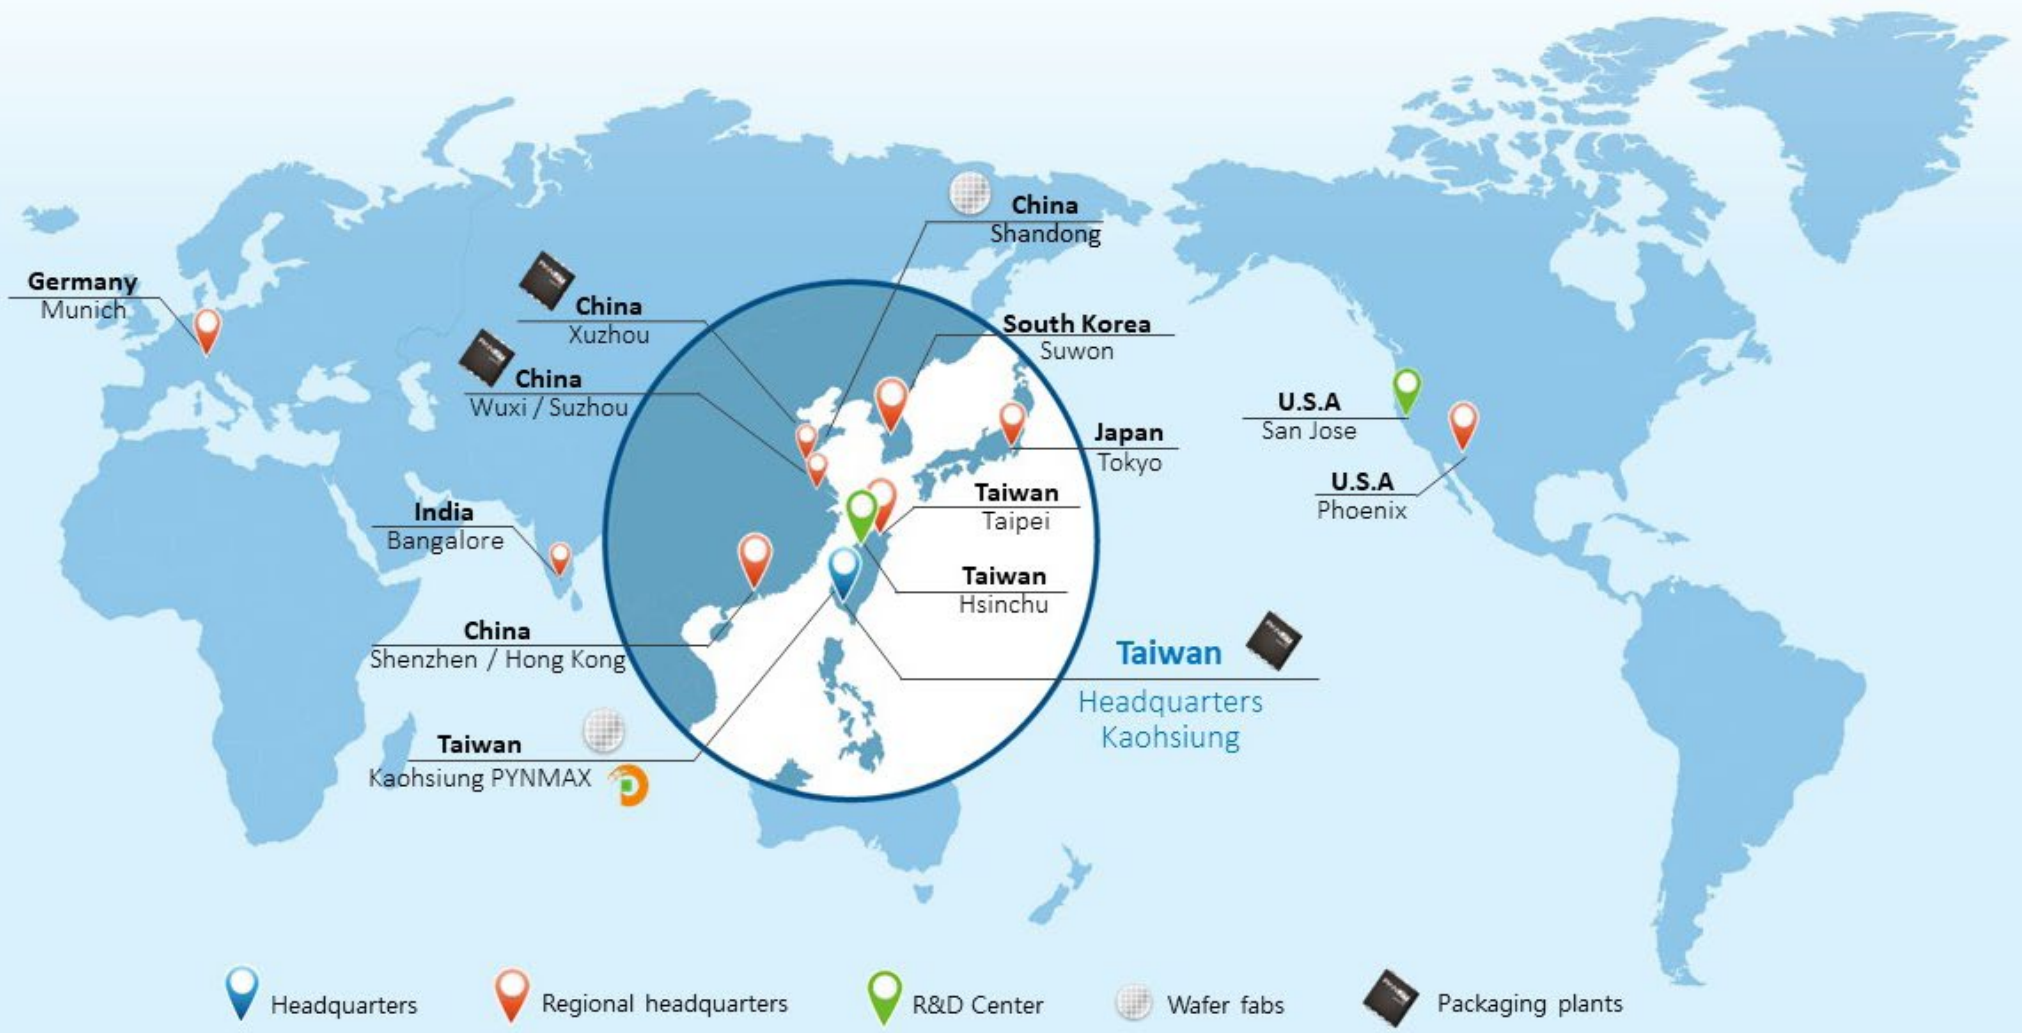 China
Shandong
Germany
Munich
China
Xuzhou
South Korea
Suwon
China
Wuxi / Suzhou
U.S.A
San Jose
Japan
Tokyo
U.S.A
Phoenix
Taiwan
Taipei
India
Bangalore
Taiwan
Hsinchu
China
Shenzhen / Hong Kong
Taiwan
Headquarters
Kaohsiung
Taiwan
Kaohsiung PYNMAX
Headquarters
Regional headquarters
R&D Center
Wafer fabs
Packaging plants